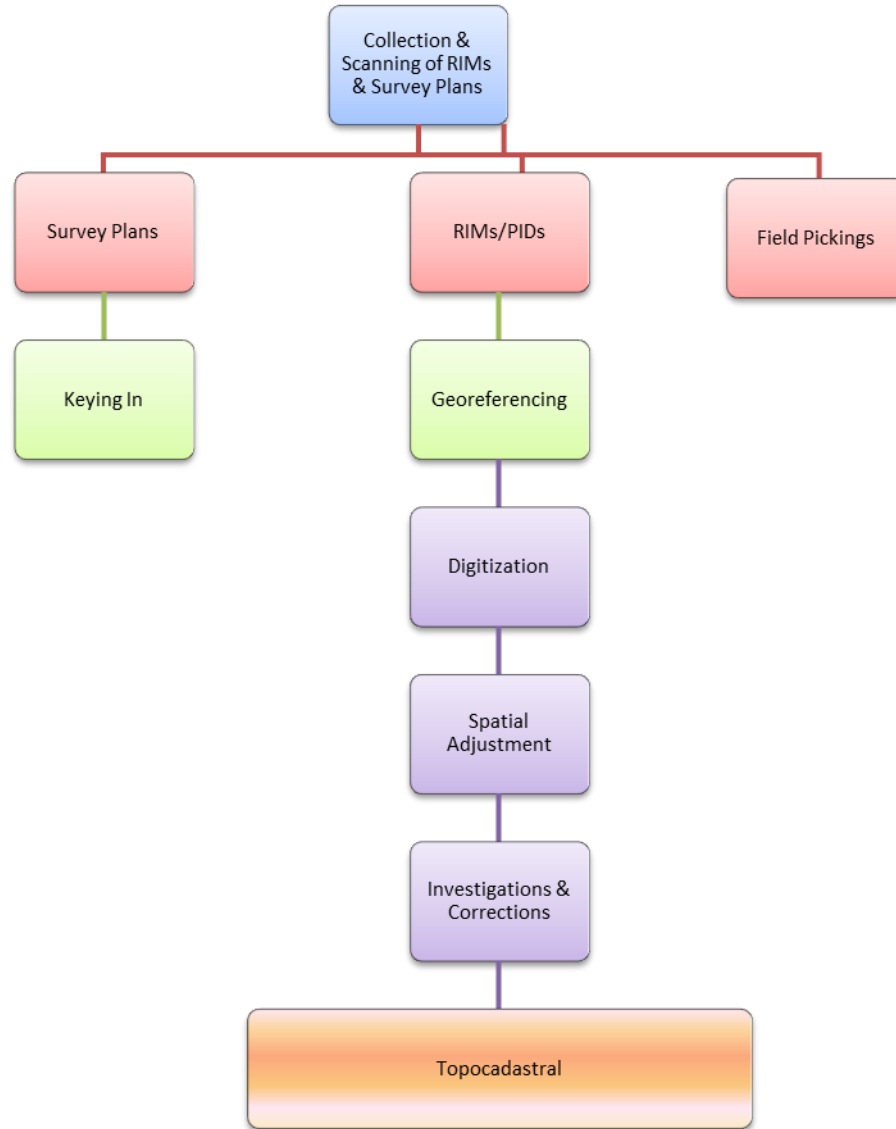 Collection &
Scanning of RIMs
& Survey Plans
Survey Plans
RIMs/PIDs
Field Pickings
Keying In
Georeferencing
Digitization
Spatial
Adjustment
Investigations &
Corrections
Topocadastral